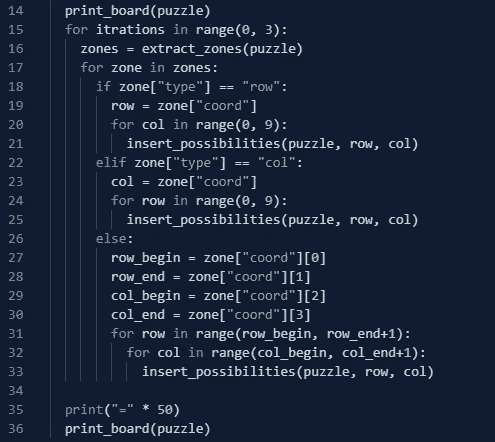 14 print_board(puzzle)
15 for itrations in range(0, 3):
16 zones = extract_zones(puzzle)
17 for zone in zones:
18 if zone["type"] == "row":
19 row = zone["coord"]
20 for col in range(0, 9):
21 insert_possibilities(puzzle, row, col)
22 elif zone["type"] == "col":
23 col = zone["coord"]
24 for row in range(0, 9):
25 insert_possibilities(puzzle, row, col)
26 else:
27 row_begin = zone["coord"][0]
28 row_end = zone["coord"][1]
29 col_begin = zone["coord"][2]
30 col_end = zone["coord"][3]
31 for row in range(row_begin, row_end+1):
32 for col in range(col_begin, col_end+1):
33 insert_possibilities(puzzle, row, col)
34
35 print("=" * 50)
36 print_board(puzzle)